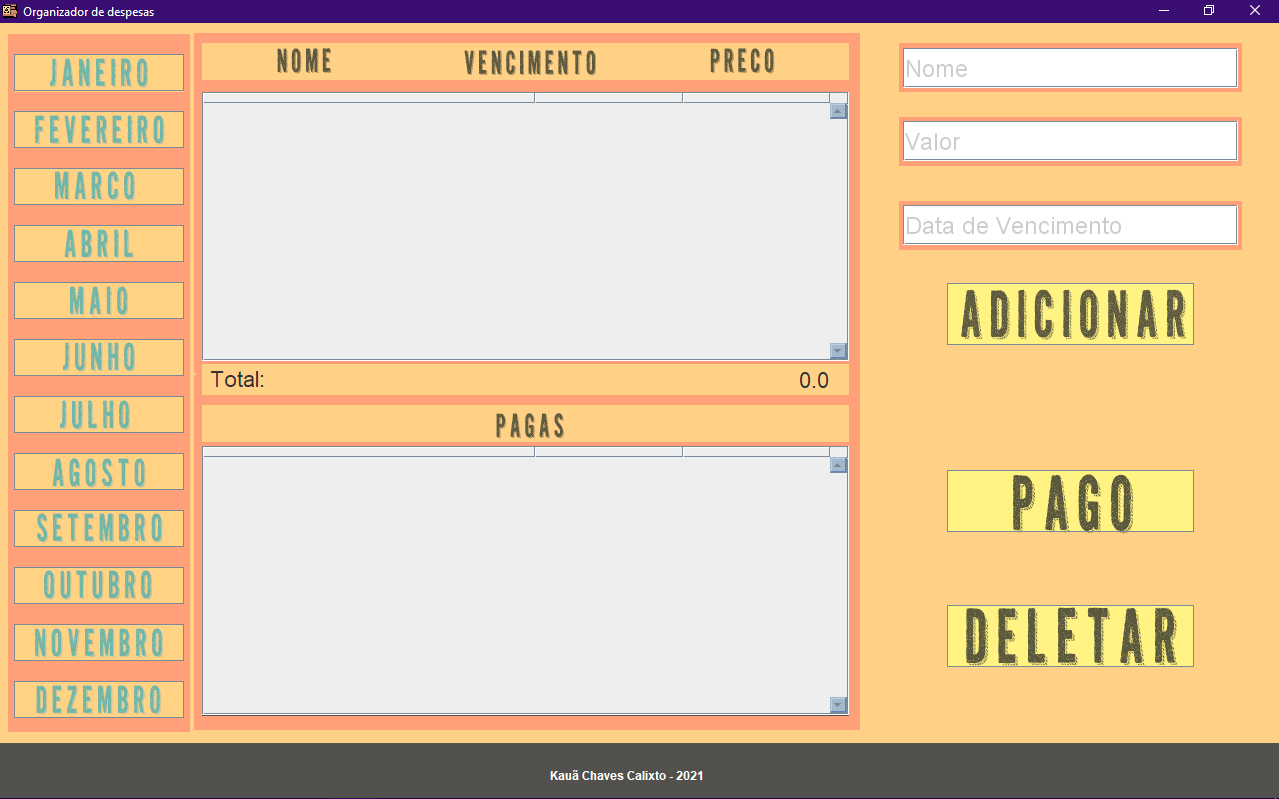 Organizador de despesas
JANEIRO
FEVEREIRO
MARCO
ABRIL
MAIO
JUNHO
JULHO
AGOSTO
SETEMBRO
OUTUBRO
NOVEMBRO
DEZEMBRO
NOME VENCIMENTO PRECO
Total: 0.0
PAGAS
Nome
Valor
Data de Vencimento
ADICIONAR
PAGO
DELETAR
Kauã Chaves Calixto - 2021